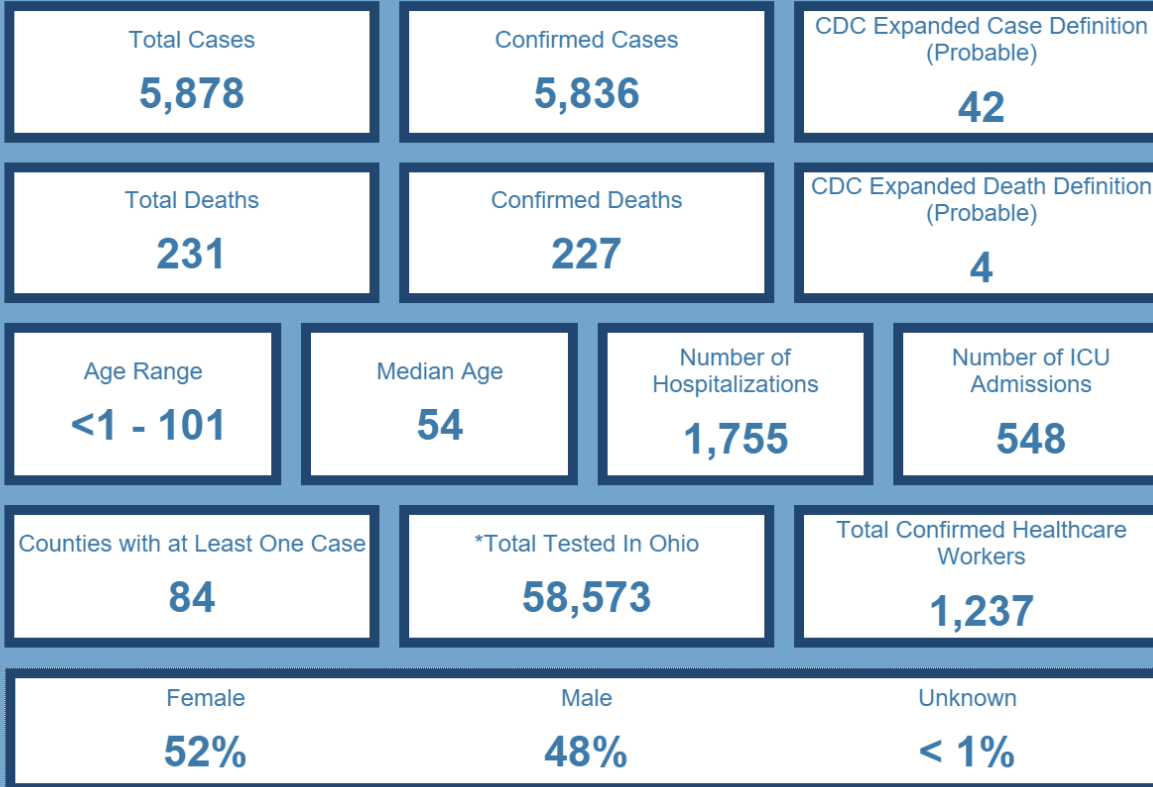 Total Cases
5,878
Confirmed Cases
5,836
CDC Expanded Case Definition
(Probable)
42
Total Deaths
231
Confirmed Deaths
227
CDC Expanded Death Definition
(Probable)
4
Age Range
<1 - 101
Median Age
54
Number of
Hospitalizations
1,755
Number of ICU
Admissions
548
Counties with at Least One Case
84
*Total Tested In Ohio
58,573
Total Confirmed Healthcare
Workers
1,237
Female
52%
Male
48%
Unknown
< 1%